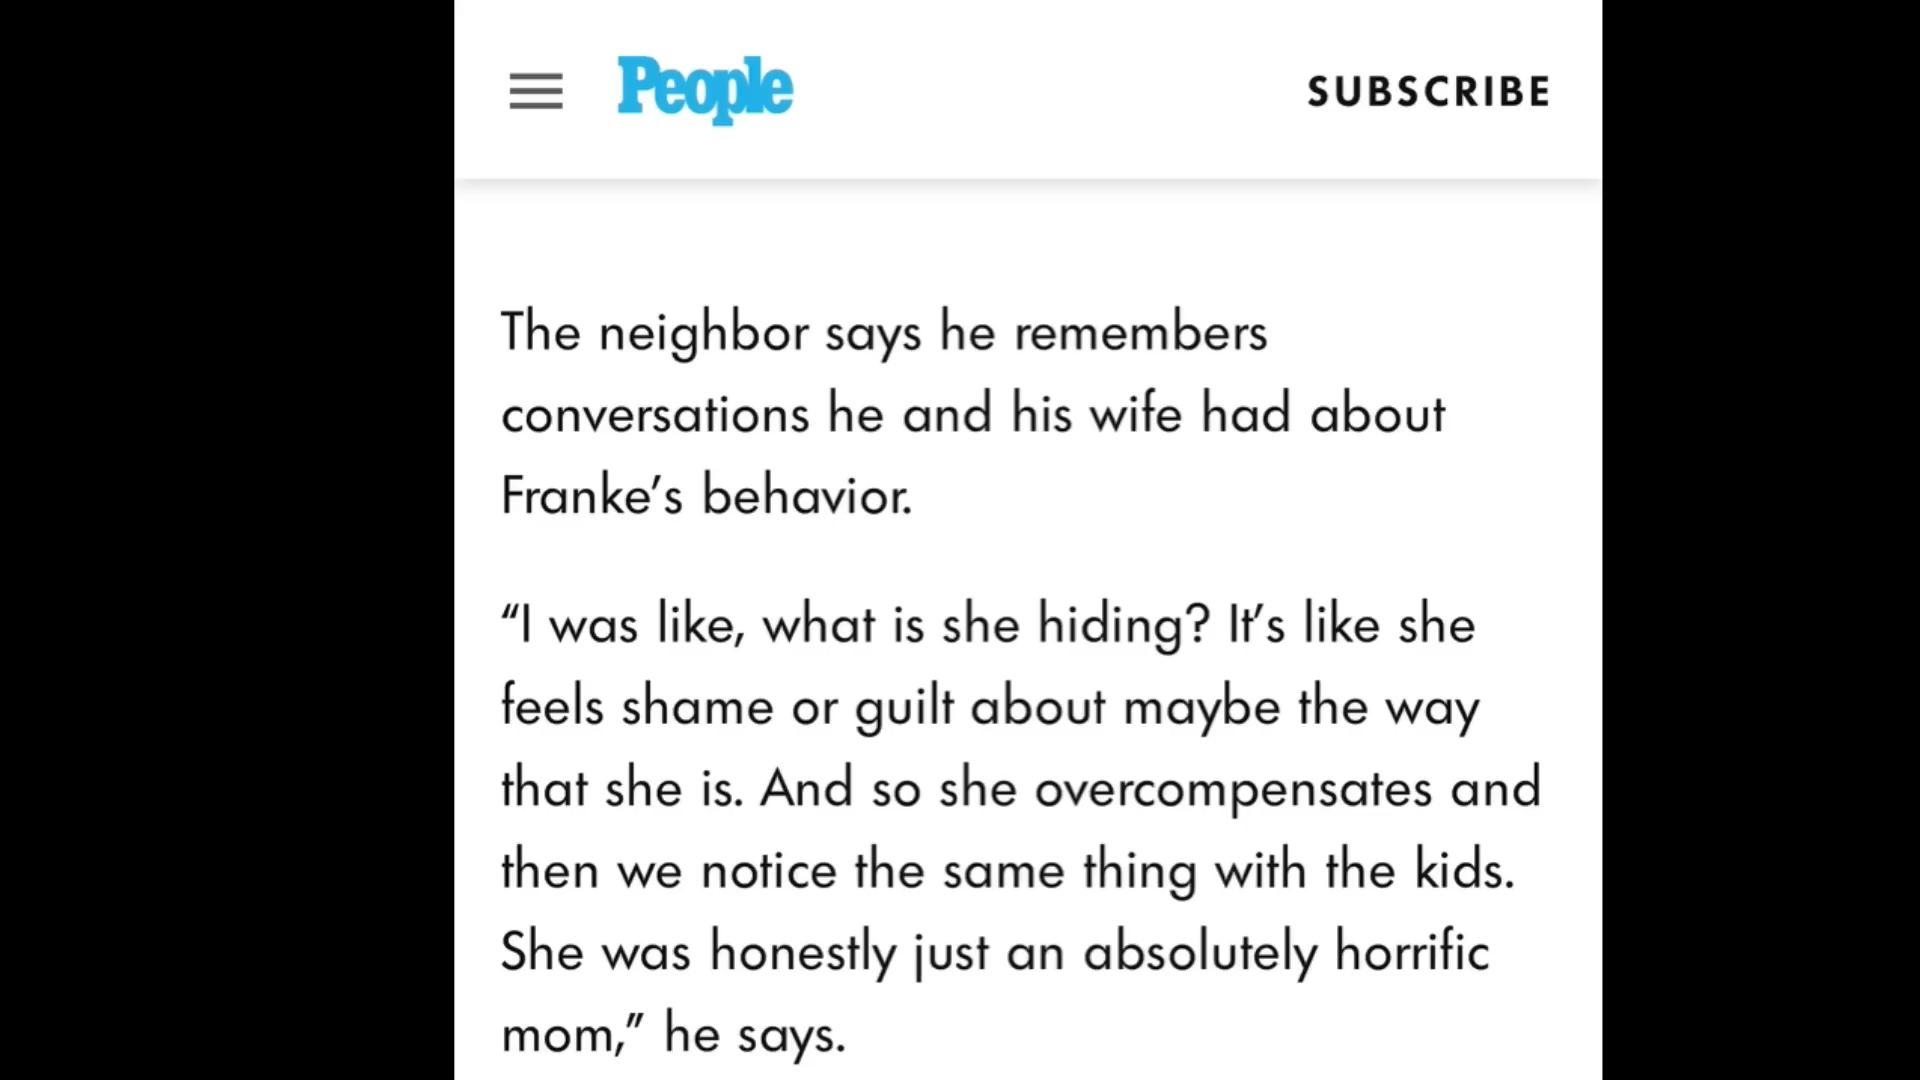 People
SUBSCRIBE
The neighbor says he remembers
conversations he and his wife had about
Franke’s behavior.
“I was like, what is she hiding? It’s like she
feels shame or guilt about maybe the way
that she is. And so she overcompensates and
then we notice the same thing with the kids.
She was honestly just an absolutely horrific
mom,” he says.